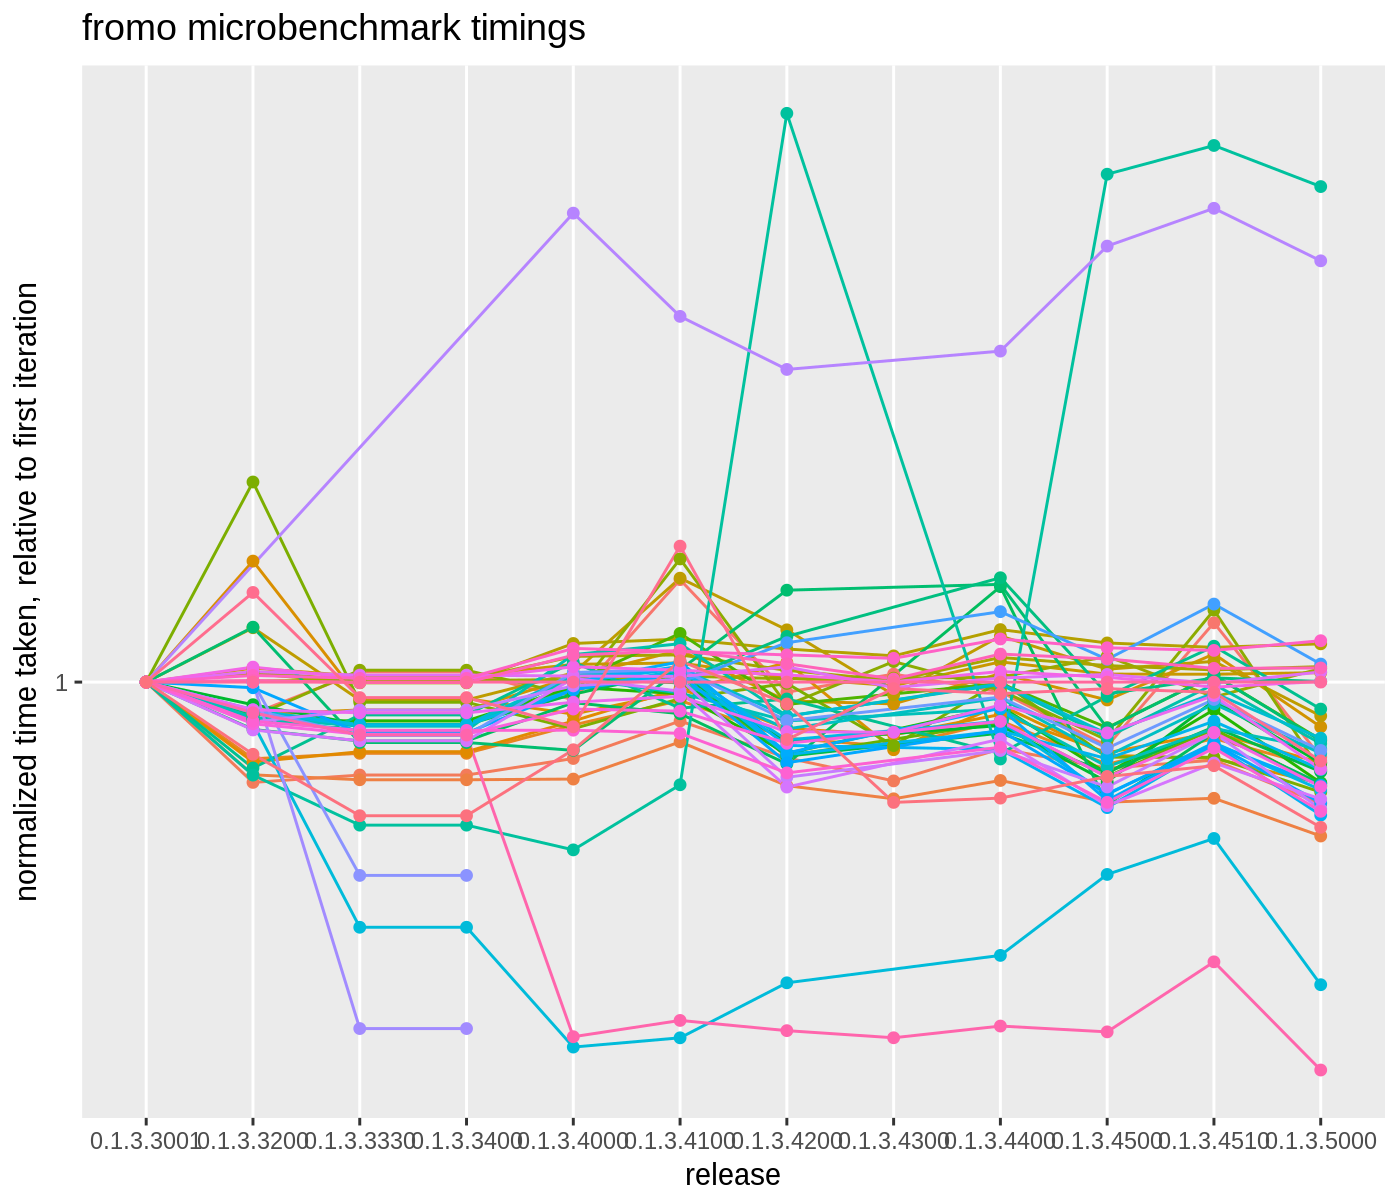 fromo microbenchmark timings
normalized time taken, relative to first iteration
1
0.1.3.3001 0.1.3.3200 0.1.3.3330 0.1.3.3400 0.1.3.4000 0.1.3.4100 0.1.3.4200 0.1.3.4300 0.1.3.4400 0.1.3.4500 0.1.3.4510 0.1.3.5000
release